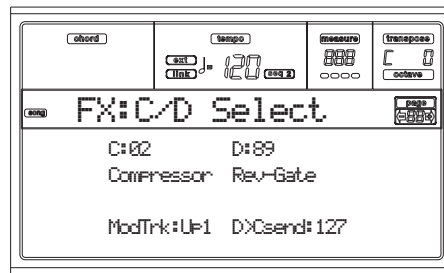 chord tempo measure transpose
ext link ♩= 120 seq 2 888 C 0
octave
song FX:C/D Select page 88
C:02 D:89
Compressor Rev-Gate
ModTrk:UP1 D>Csend:127